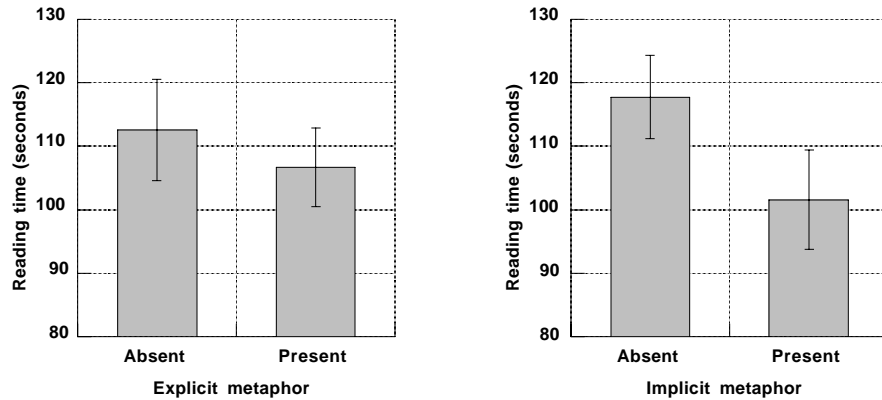 130
120
110
100
90
80
Reading time (seconds)
Absent Present
Explicit metaphor
130
120
110
100
90
80
Reading time (seconds)
Absent Present
Implicit metaphor